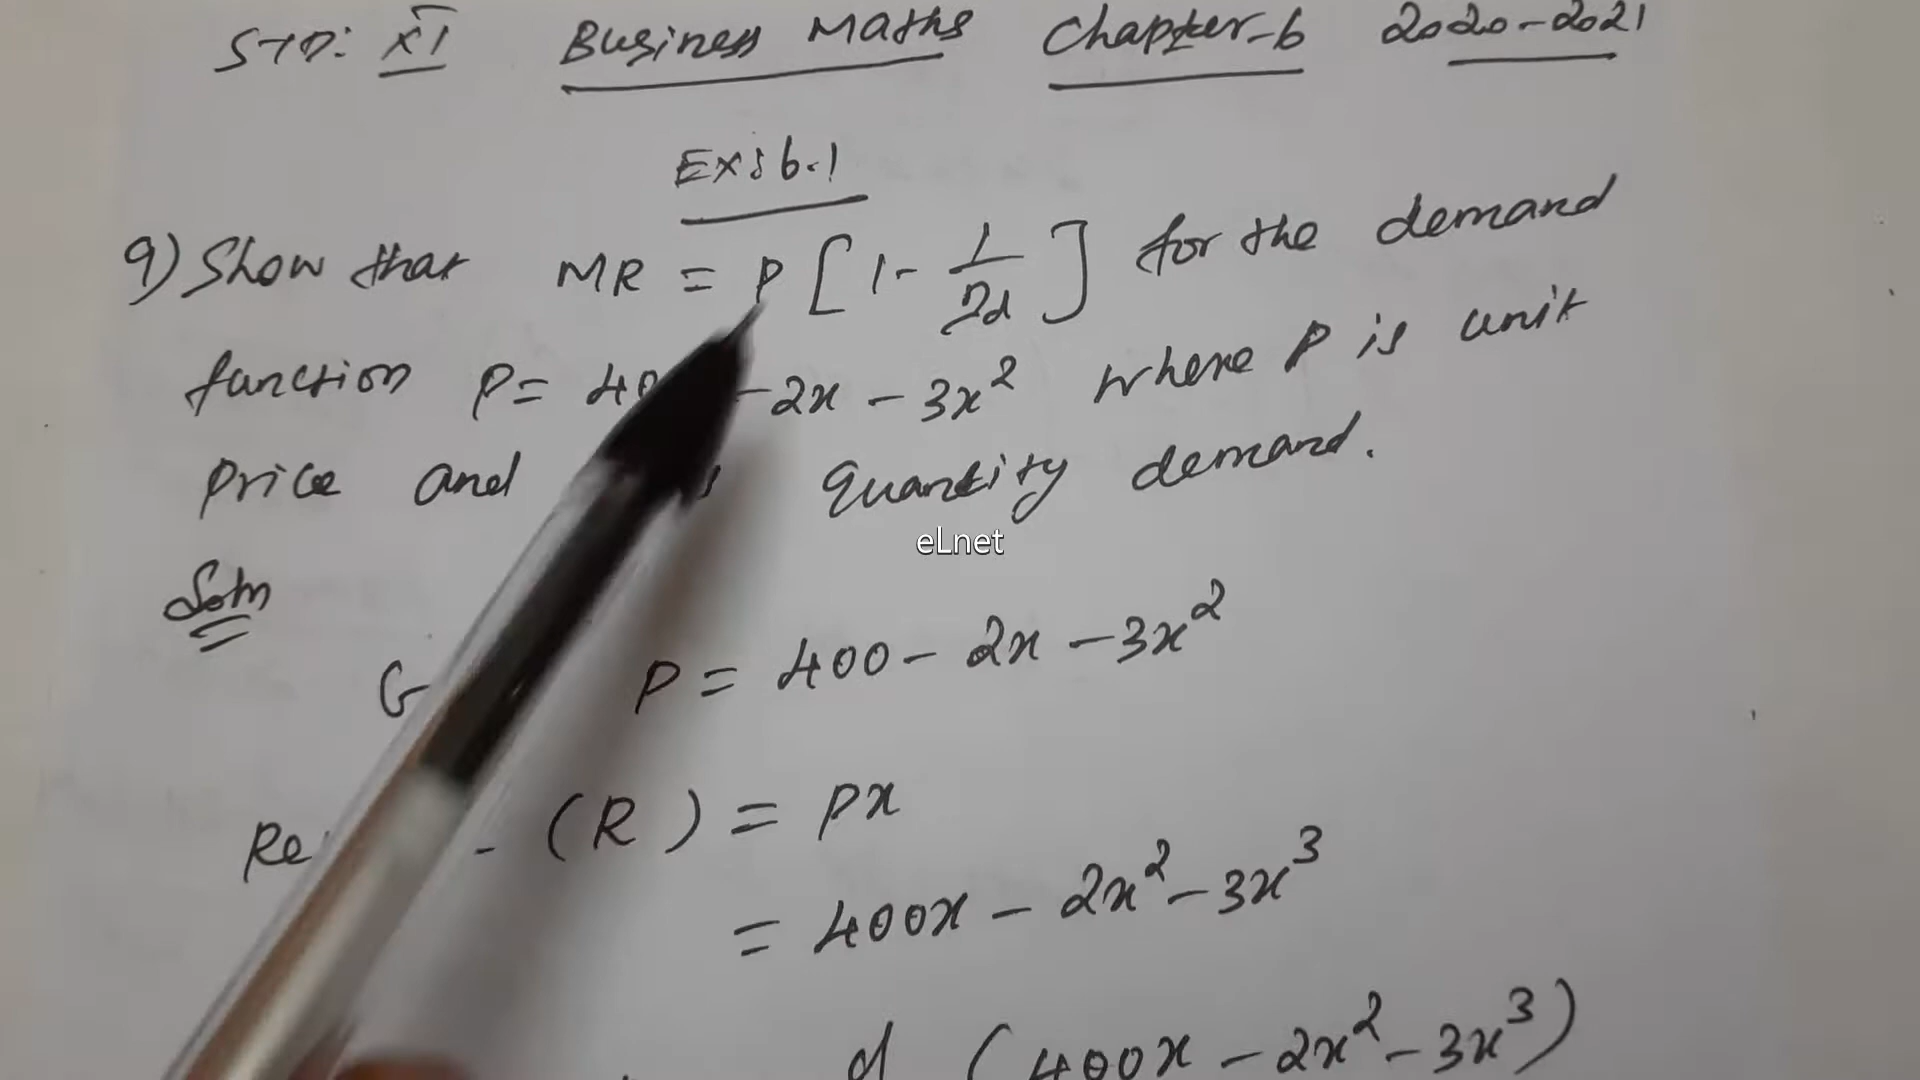 STD: XI Business Maths Chapter-6 2020-2021
Ex: 6.1
9) Show that MR = P [ 1 - 1/ηd ] for the demand
function P = 40 - 2x - 3x² where P is unit
Price and quantity demand.
eLnet
Soln
G P = 400 - 2x - 3x²
Re (R) = Px
= 400x - 2x² - 3x³
d (400x - 2x² - 3x³)